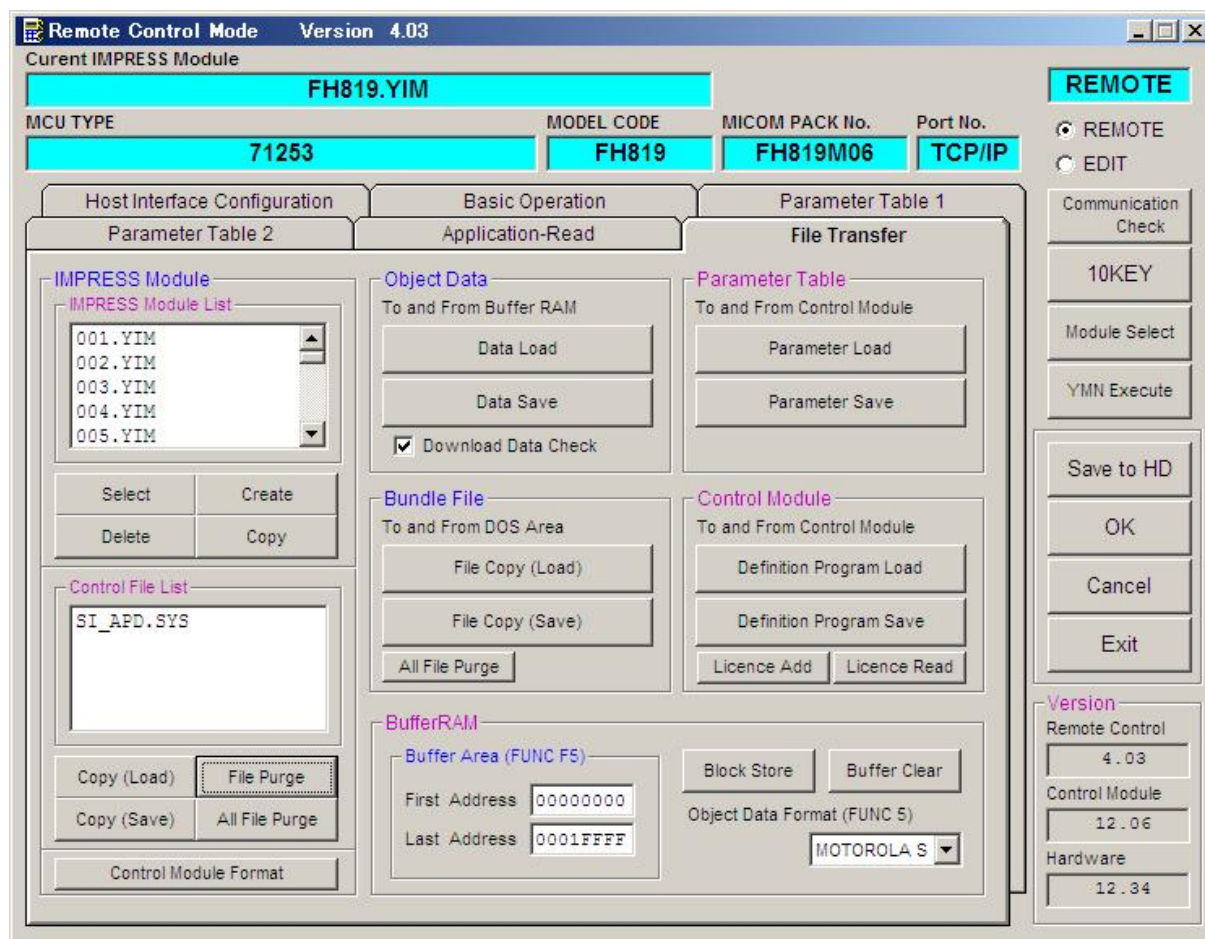 Remote Control Mode Version 4.03
Curent IMPRESS Module
FH819.YIM
MCU TYPE
MODEL CODE
MICOM PACK No.
Port No.
71253
FH819
FH819M06
TCP/IP
REMOTE
REMOTE
EDIT
Host Interface Configuration
Basic Operation
Parameter Table 1
Parameter Table 2
Application-Read
File Transfer
IMPRESS Module
IMPRESS Module List
001.YIM
002.YIM
003.YIM
004.YIM
005.YIM
Select
Create
Delete
Copy
Control File List
SI_APD.SYS
Copy (Load)
File Purge
Copy (Save)
All File Purge
Control Module Format
Object Data
To and From Buffer RAM
Data Load
Data Save
Download Data Check
Parameter Table
To and From Control Module
Parameter Load
Parameter Save
Bundle File
To and From DOS Area
File Copy (Load)
File Copy (Save)
All File Purge
Control Module
To and From Control Module
Definition Program Load
Definition Program Save
Licence Add
Licence Read
BufferRAM
Buffer Area (FUNC F5)
First Address 00000000
Last Address 0001FFFF
Block Store
Buffer Clear
Object Data Format (FUNC 5)
MOTOROLA S
Communication
Check
10KEY
Module Select
YMN Execute
Save to HD
OK
Cancel
Exit
Version
Remote Control
4.03
Control Module
12.06
Hardware
12.34